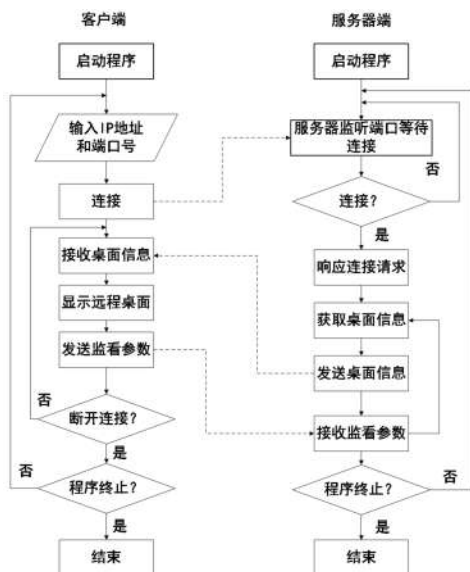 客户端
启动程序
输入IP地址
和端口号
连接
接收桌面信息
显示远程桌面
发送监看参数
否
断开连接？
是
否
程序终止？
是
结束
服务器端
启动程序
服务器监听端口等待
连接
否
连接？
是
响应连接请求
获取桌面信息
发送桌面信息
接收监看参数
否
程序终止？
是
结束